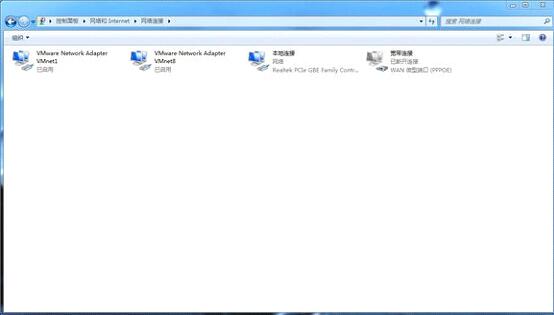 控制面板 ▸ 网络和 Internet ▸ 网络连接 ▸
搜索 网络连接
组织
VMware Network Adapter
VMnet1
已启用
VMware Network Adapter
VMnet8
已启用
本地连接
网络
Realtek PCIe GBE Family Contr...
宽带连接
已断开连接
WAN 微型端口 (PPPOE)